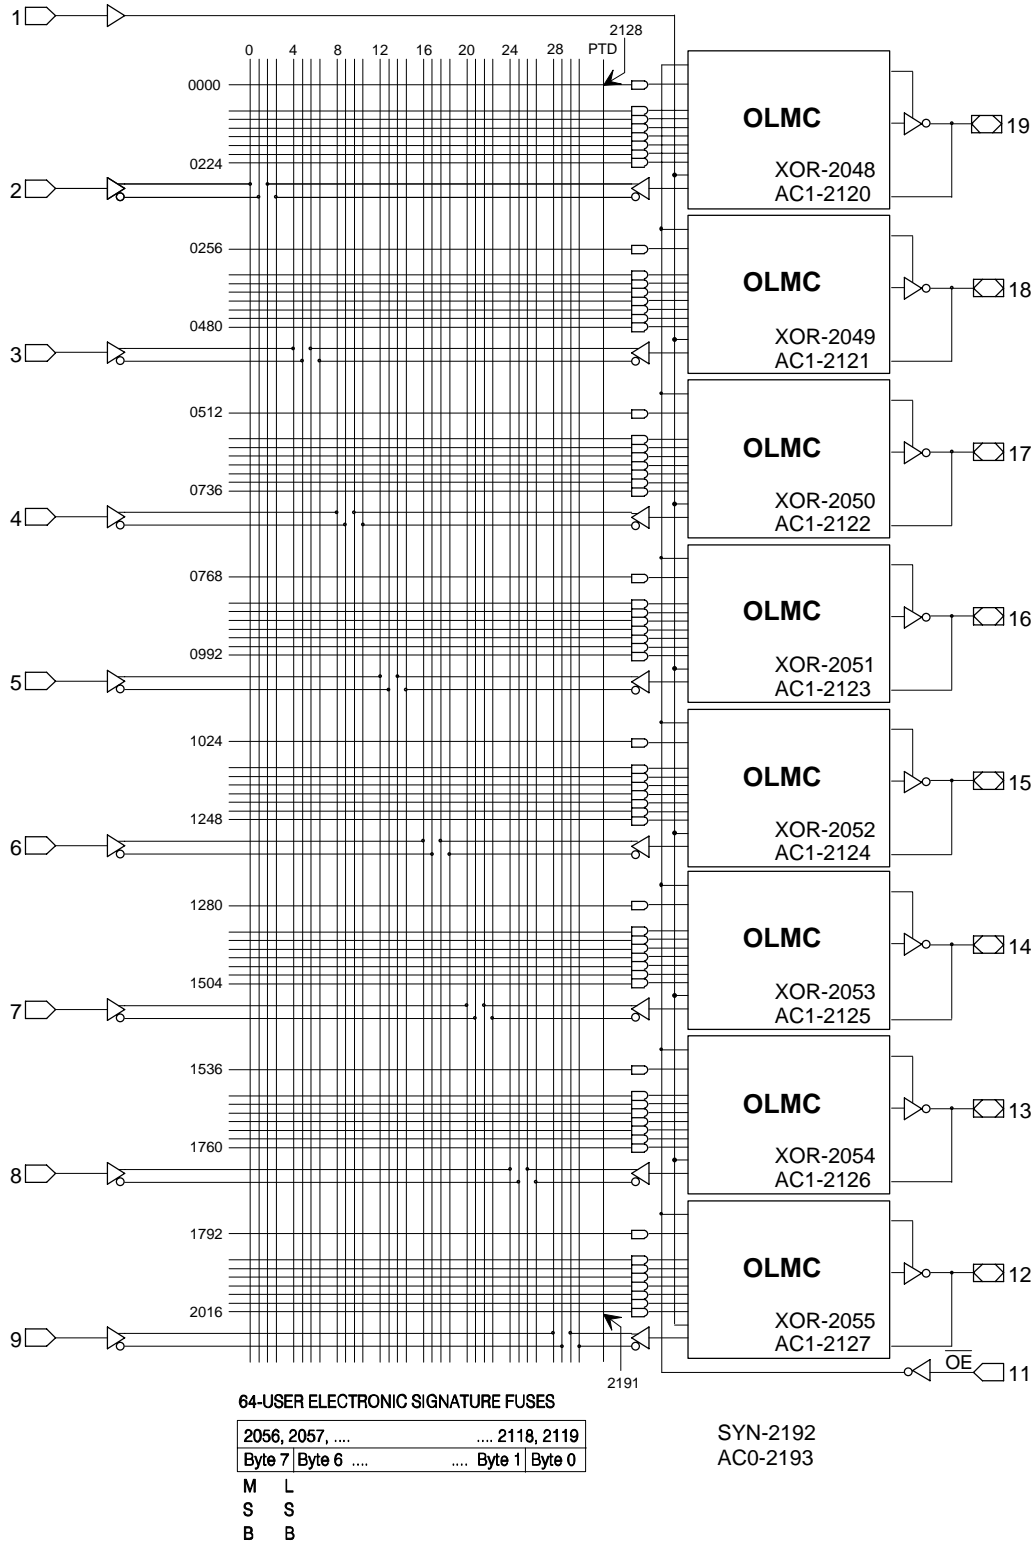 1
2128
0 4 8 12 16 20 24 28 PTD
0000
OLMC
19
0224
XOR-2048
AC1-2120
2
0256
OLMC
18
0480
XOR-2049
AC1-2121
3
0512
OLMC
17
0736
XOR-2050
AC1-2122
4
0768
OLMC
16
0992
XOR-2051
AC1-2123
5
1024
OLMC
15
1248
XOR-2052
AC1-2124
6
1280
OLMC
14
1504
XOR-2053
AC1-2125
7
1536
OLMC
13
1760
XOR-2054
AC1-2126
8
1792
OLMC
12
2016
XOR-2055
AC1-2127
9
OE
11
2191
64-USER ELECTRONIC SIGNATURE FUSES
2056, 2057, .... .... 2118, 2119
Byte 7 Byte 6 .... .... Byte 1 Byte 0
M L
S S
B B
SYN-2192
AC0-2193